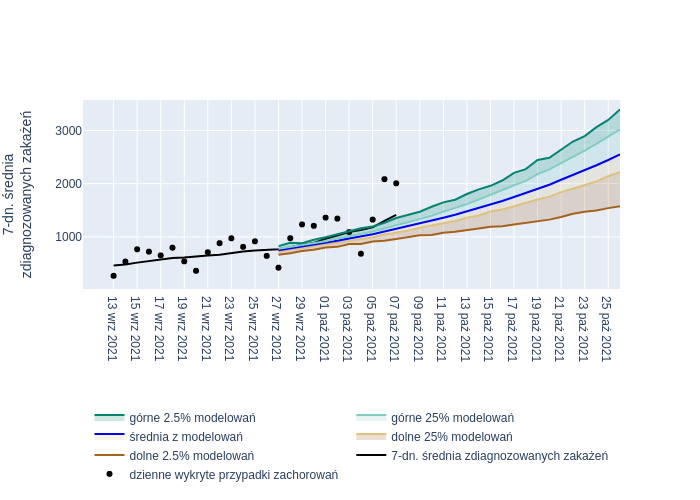 7-dn. średnia
zdiagnozowanych zakażeń
3000
2000
1000
13 wrz 2021
15 wrz 2021
17 wrz 2021
19 wrz 2021
21 wrz 2021
23 wrz 2021
25 wrz 2021
27 wrz 2021
29 wrz 2021
01 paź 2021
03 paź 2021
05 paź 2021
07 paź 2021
09 paź 2021
11 paź 2021
13 paź 2021
15 paź 2021
17 paź 2021
19 paź 2021
21 paź 2021
23 paź 2021
25 paź 2021
górne 2.5% modelowań
górne 25% modelowań
średnia z modelowań
dolne 25% modelowań
dolne 2.5% modelowań
7-dn. średnia zdiagnozowanych zakażeń
dzienne wykryte przypadki zachorowań